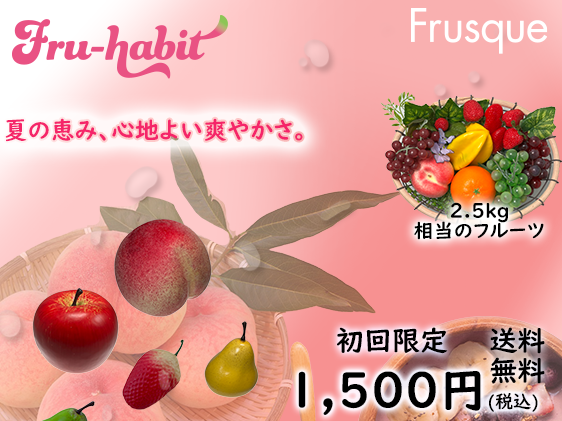 Fru-habit
Frusque
夏の恵み、心地よい爽やかさ。
2.5kg
相当のフルーツ
初回限定
送料
無料
1,500円
(税込)